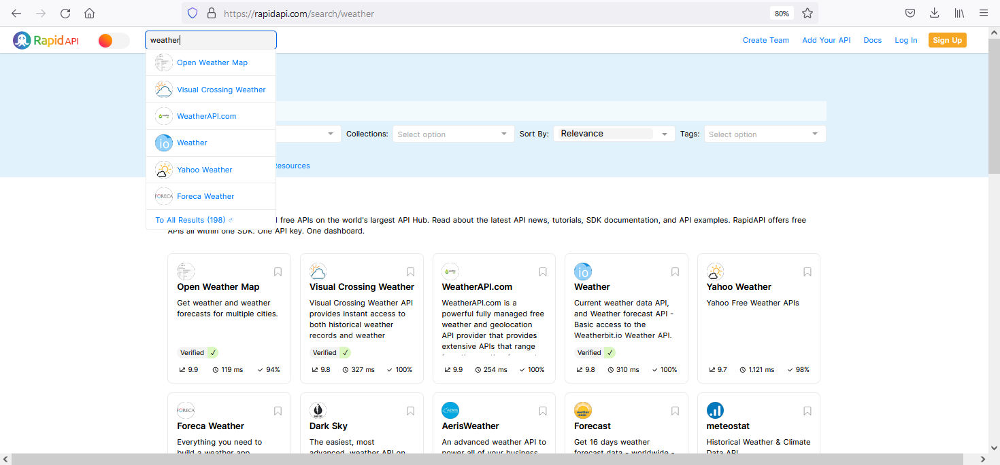 https://rapidapi.com/search/weather
80%
Rapid API
weather
Create Team
Add Your API
Docs
Log In
Sign Up
Open Weather Map
Visual Crossing Weather
WeatherAPI.com
Weather
Yahoo Weather
FORECA
Foreca Weather
To All Results (198)
Collections:
Select option
Sort By:
Relevance
Tags:
Select option
esources
free APIs on the world's largest API Hub. Read about the latest API news, tutorials, SDK documentation, and API examples. RapidAPI offers free
APIs all within one SDK. One API key. One dashboard.
Open Weather Map
Get weather and weather
forecasts for multiple cities.
Verified ✓
9.9
119 ms
94%
Visual Crossing Weather
Visual Crossing Weather API
provides instant access to
both historical weather
records and weather
Verified ✓
9.8
327 ms
100%
WeatherAPI.com
WeatherAPI.com is a
powerful fully managed free
weather and geolocation
API provider that provides
extensive APIs that range
9.9
254 ms
100%
io
Weather
Current weather data API,
and Weather forecast API -
Basic access to the
Weatherbit.io Weather API.
Verified ✓
9.8
310 ms
100%
Yahoo Weather
Yahoo Free Weather APIs
9.7
1.121 ms
98%
FORECA
Foreca Weather
Everything you need to
build a weather app
DARK SKY
Dark Sky
The easiest, most
advanced, weather API on
AerisWeather
An advanced weather API to
power all of your business
wetter
.com
Forecast
Get 16 days weather
forecast data - worldwide -
meteostat
Historical Weather & Climate
Data API